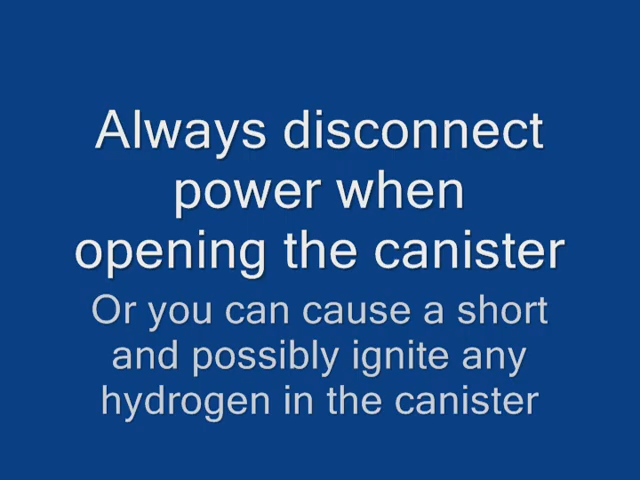 Always disconnect
power when
opening the canister
Or you can cause a short
and possibly ignite any
hydrogen in the canister